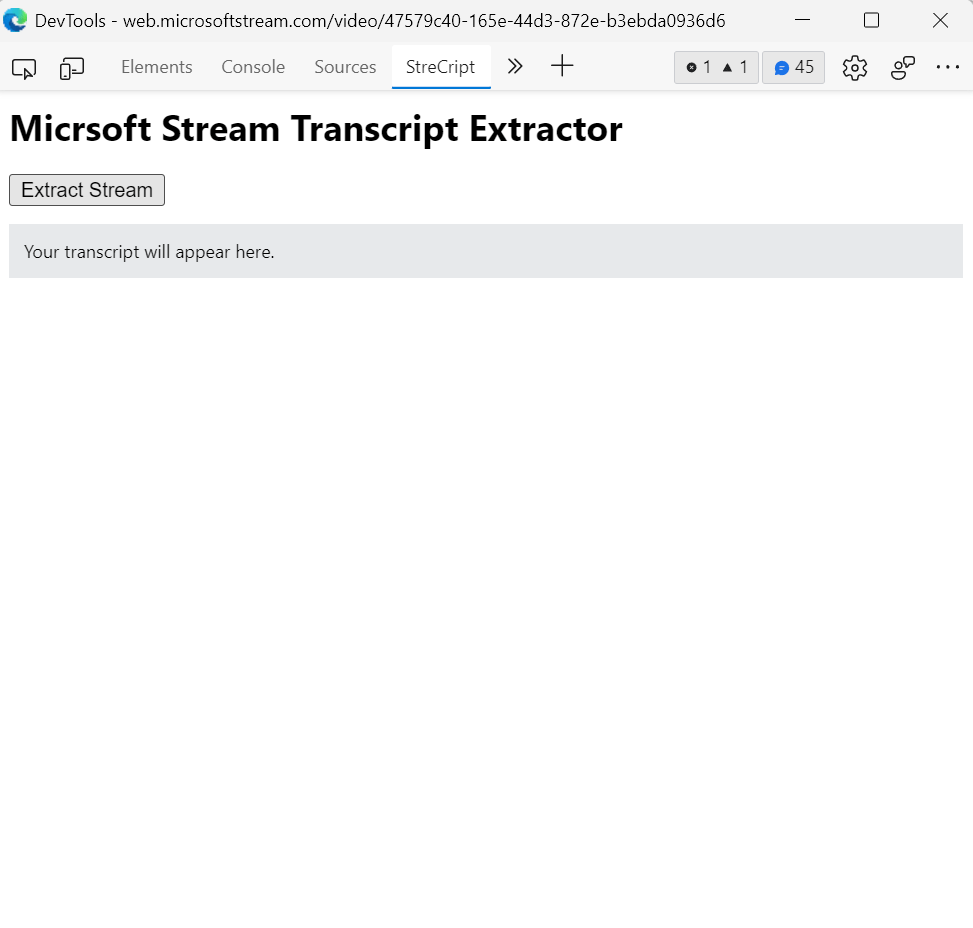 DevTools - web.microsoftstream.com/video/47579c40-165e-44d3-872e-b3ebda0936d6
Elements Console Sources StreCript 1 1 45
Micrsoft Stream Transcript Extractor
Extract Stream
Your transcript will appear here.